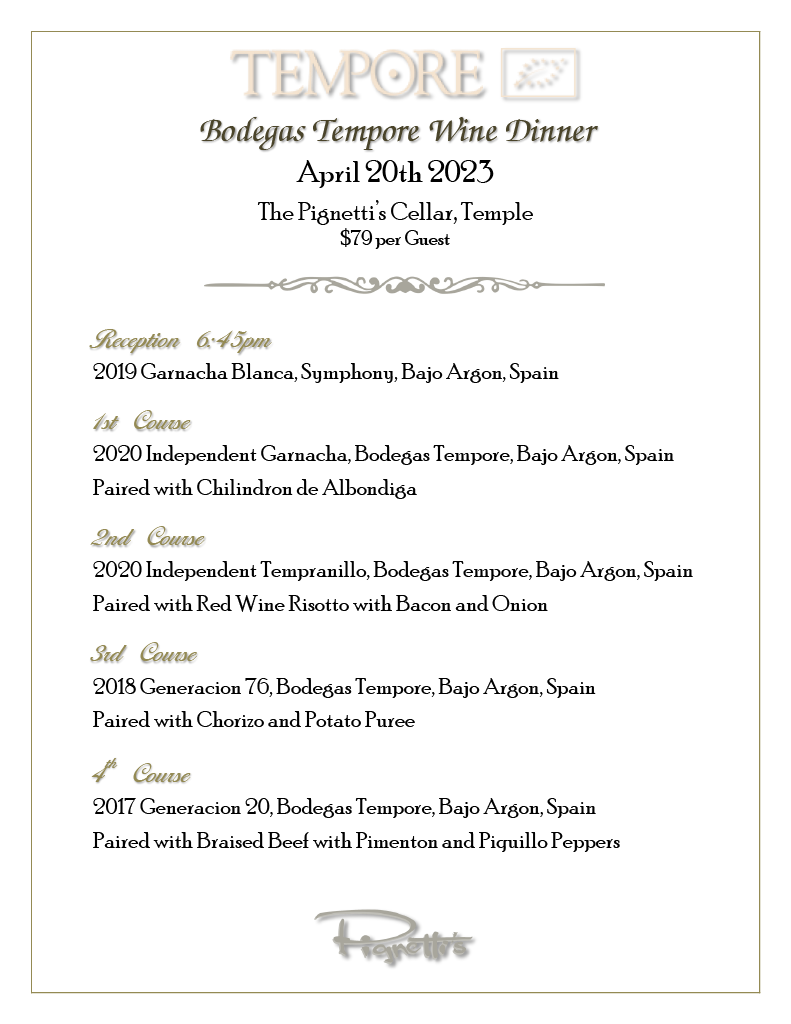 TEMPORE
Bodegas Tempore Wine Dinner
April 20th 2023
The Pignetti's Cellar, Temple
$79 per Guest
Reception 6:45pm
2019 Garnacha Blanca, Symphony, Bajo Argon, Spain
1st Course
2020 Independent Garnacha, Bodegas Tempore, Bajo Argon, Spain
Paired with Chilindron de Albondiga
2nd Course
2020 Independent Tempranillo, Bodegas Tempore, Bajo Argon, Spain
Paired with Red Wine Risotto with Bacon and Onion
3rd Course
2018 Generacion 76, Bodegas Tempore, Bajo Argon, Spain
Paired with Chorizo and Potato Puree
4th Course
2017 Generacion 20, Bodegas Tempore, Bajo Argon, Spain
Paired with Braised Beef with Pimenton and Piquillo Peppers
Pignetti's